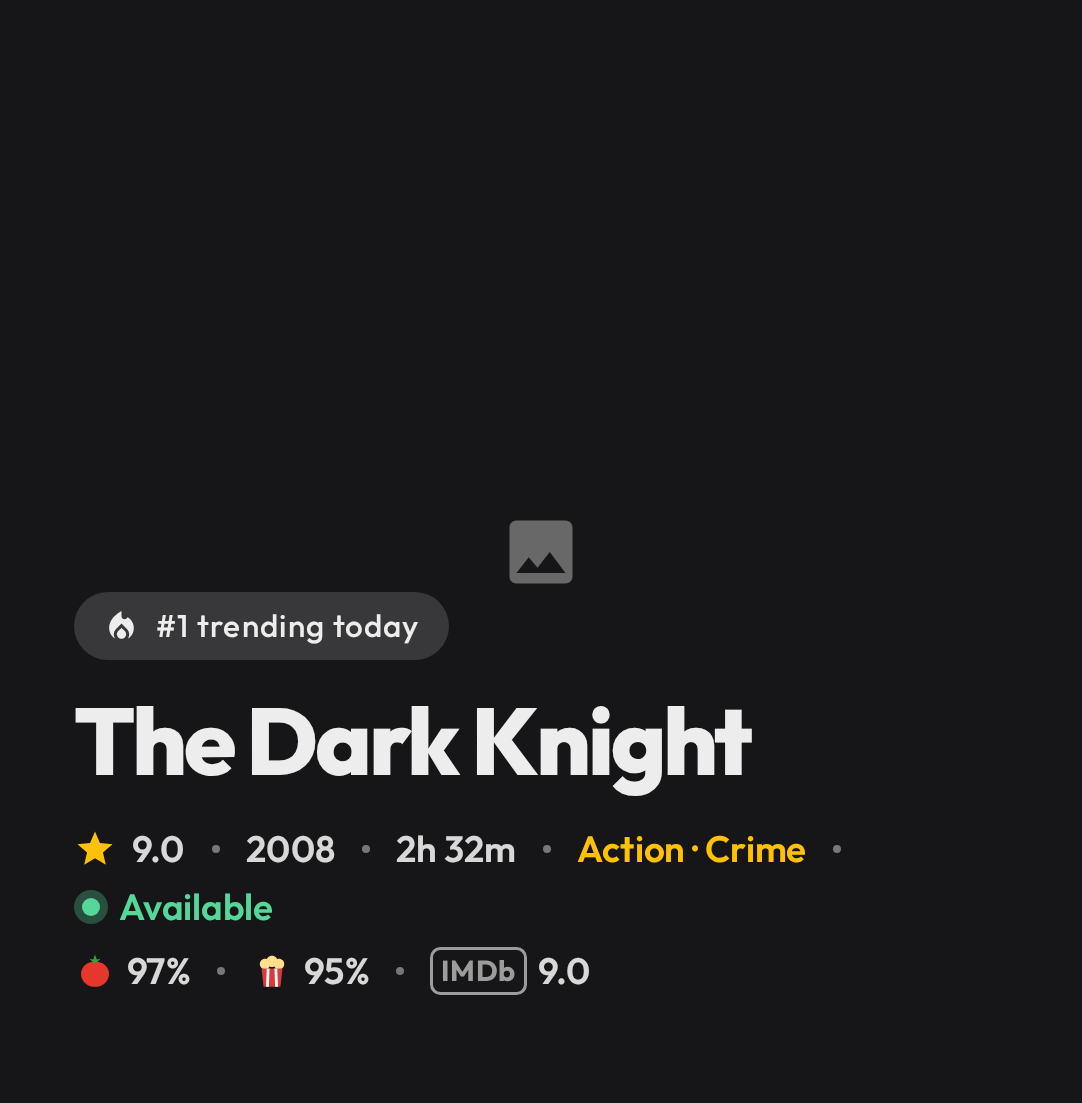 #1 trending today
The Dark Knight
9.0 • 2008 • 2h 32m • Action · Crime •
Available
97% • 95% • IMDb 9.0